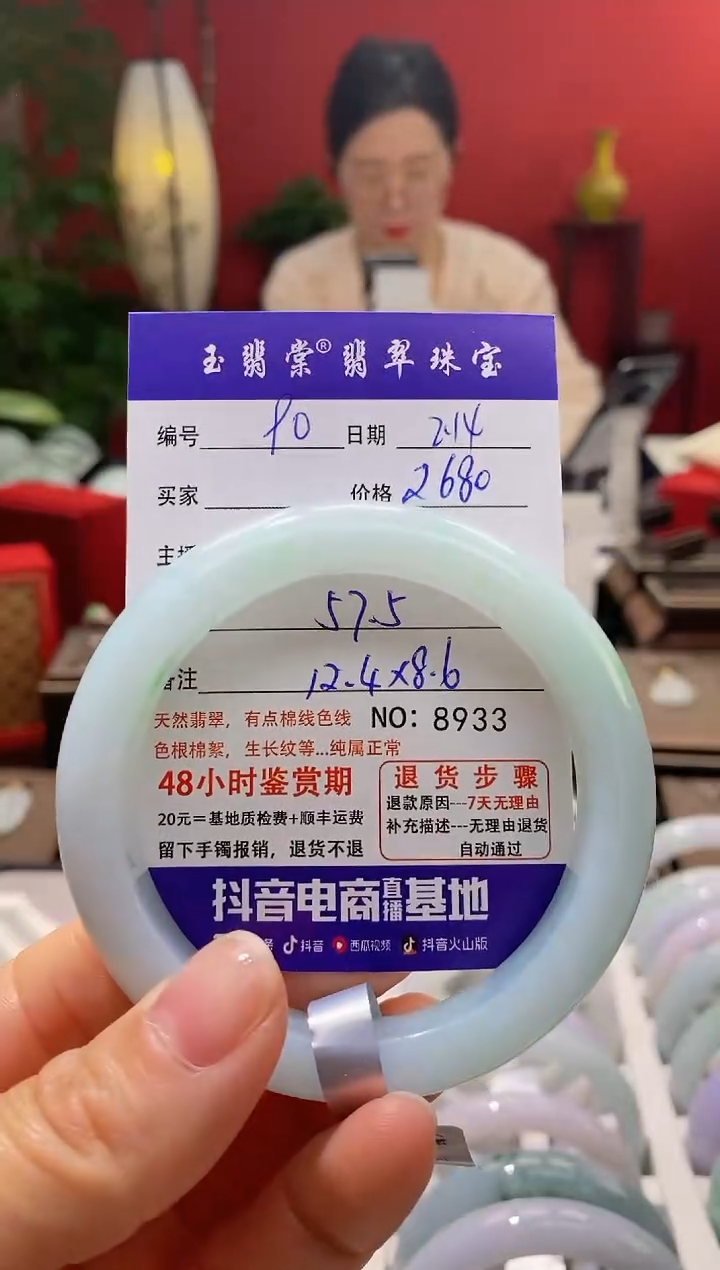 玉翡棠®翡翠珠宝
编号 90 日期 2.14
买家 价格 2680
主播
57.5
备注 12.4×8.6
天然翡翠，有点棉线色线 NO: 8933
色根棉絮，生长纹等...纯属正常
48小时鉴赏期
20元＝基地质检费+顺丰运费
留下手镯报销，退货不退
退货步骤
退款原因---7天无理由
补充描述---无理由退货
自动通过
抖音电商直播基地
抖音 西瓜视频 抖音火山版